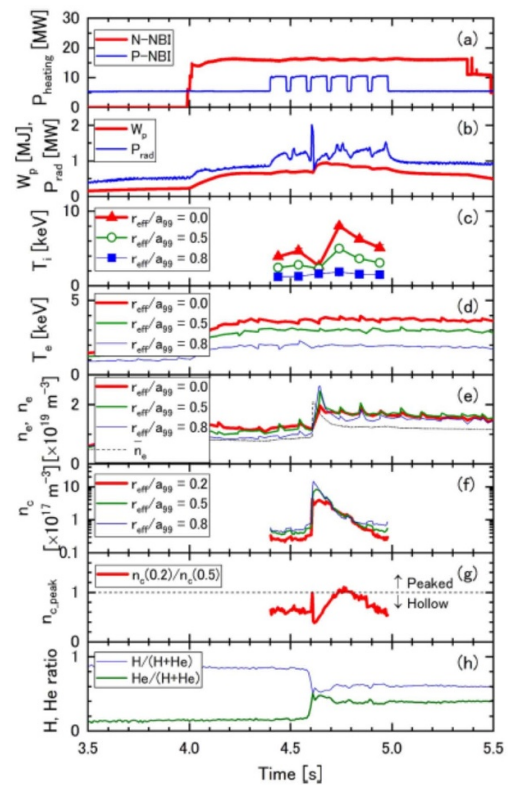 30
20
10
0
P_heating [MW]
N-NBI
P-NBI
(a)
2
1
0
W_p [MJ],
P_rad [MW]
W_p
P_rad
(b)
10
5
0
T_i [keV]
r_eff/a_99 = 0.0
r_eff/a_99 = 0.5
r_eff/a_99 = 0.8
(c)
5
0
T_e [keV]
r_eff/a_99 = 0.0
r_eff/a_99 = 0.5
r_eff/a_99 = 0.8
(d)
2
0
n_e, n_e
[×10^19 m^-3]
r_eff/a_99 = 0.0
r_eff/a_99 = 0.5
r_eff/a_99 = 0.8
n̅_e
(e)
10
1
0.1
n_c
[×10^17 m^-3]
r_eff/a_99 = 0.2
r_eff/a_99 = 0.5
r_eff/a_99 = 0.8
(f)
2
1
0
n_c,peak
n_c(0.2)/n_c(0.5)
(g)
↑ Peaked
↓ Hollow
1
0
H, He ratio
H/(H+He)
He/(H+He)
(h)
3.5 4.0 4.5 5.0 5.5
Time [s]